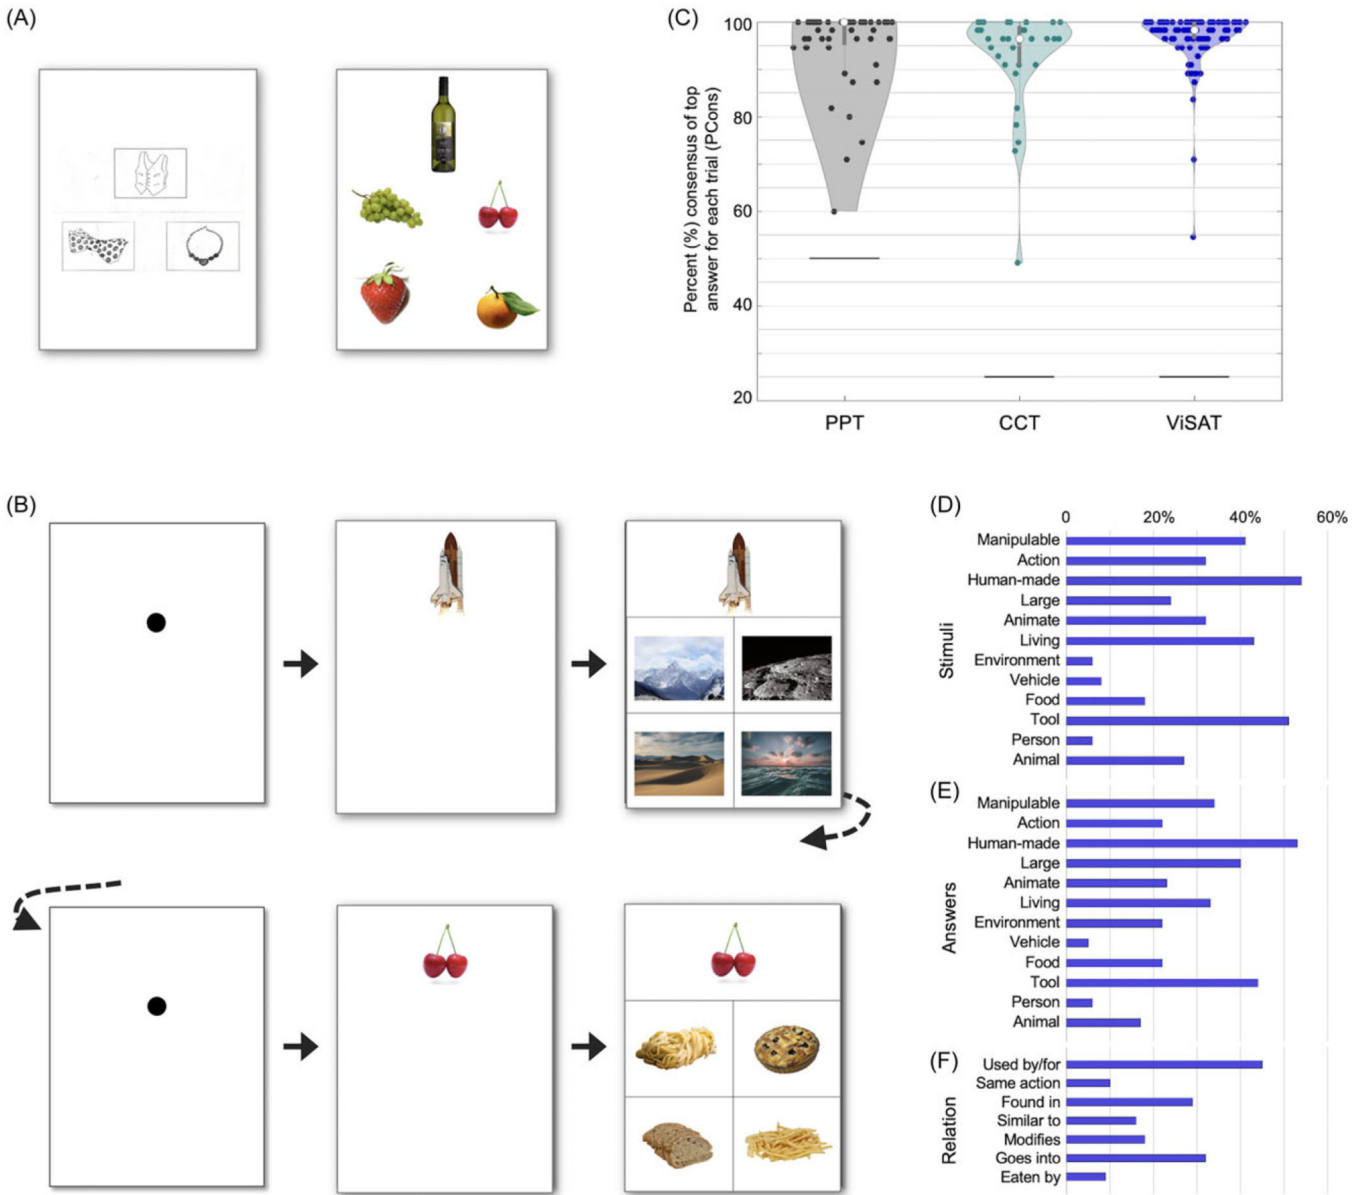 (A)
(C)
Percent (%) consensus of top
answer for each trial (PCons)
100
80
60
40
20
PPT
CCT
ViSAT
(B)
(D)
0
20%
40%
60%
Stimuli
Manipulable
Action
Human-made
Large
Animate
Living
Environment
Vehicle
Food
Tool
Person
Animal
(E)
Answers
Manipulable
Action
Human-made
Large
Animate
Living
Environment
Vehicle
Food
Tool
Person
Animal
(F)
Relation
Used by/for
Same action
Found in
Similar to
Modifies
Goes into
Eaten by